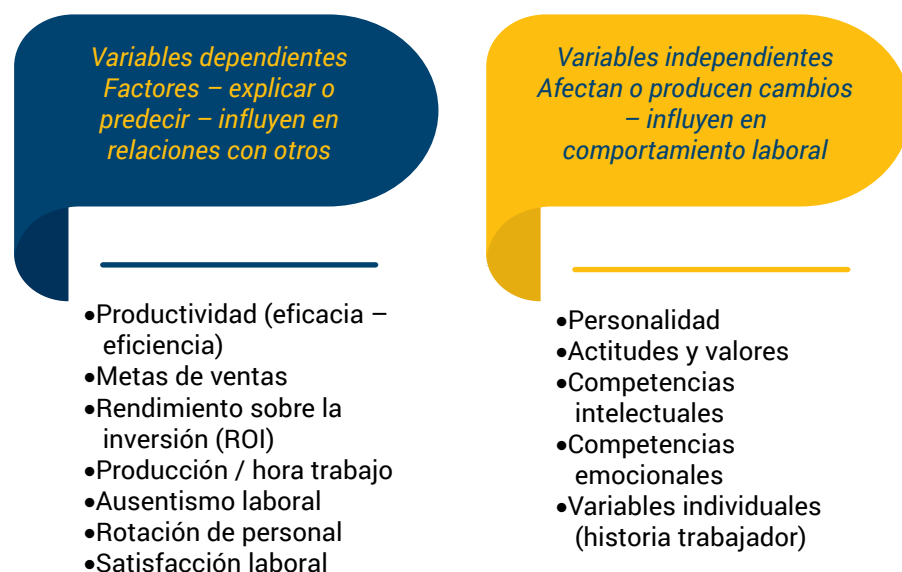 Variables dependientes
Factores – explicar o
predecir – influyen en
relaciones con otros
•Productividad (eficacia –
eficiencia)
•Metas de ventas
•Rendimiento sobre la
inversión (ROI)
•Producción / hora trabajo
•Ausentismo laboral
•Rotación de personal
•Satisfacción laboral
Variables independientes
Afectan o producen cambios
– influyen en
comportamiento laboral
•Personalidad
•Actitudes y valores
•Competencias
intelectuales
•Competencias
emocionales
•Variables individuales
(historia trabajador)